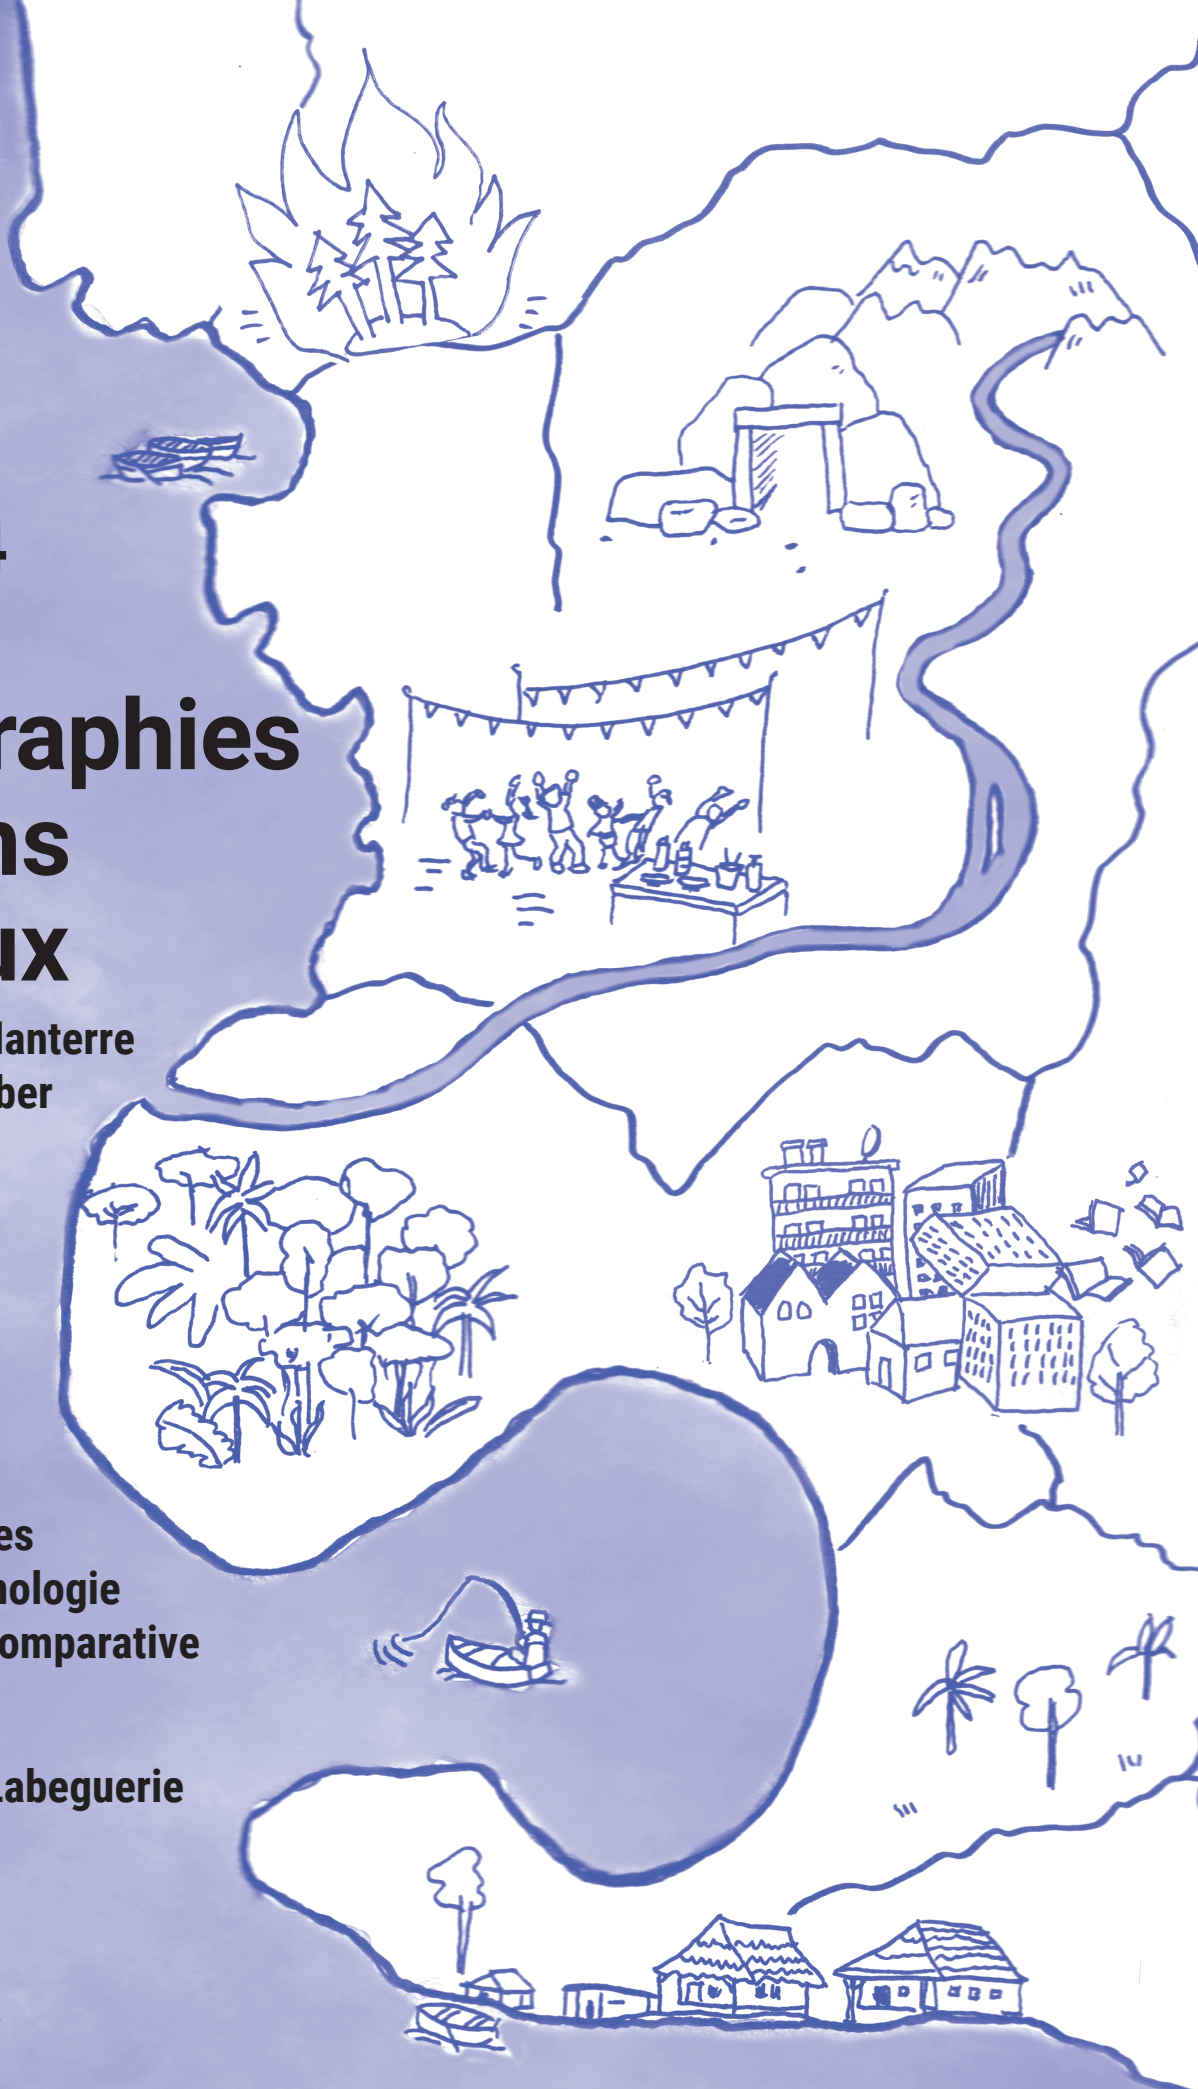 raphies
ns
ux
lanterre
ber
es
nologie
omparative
Labeguerie